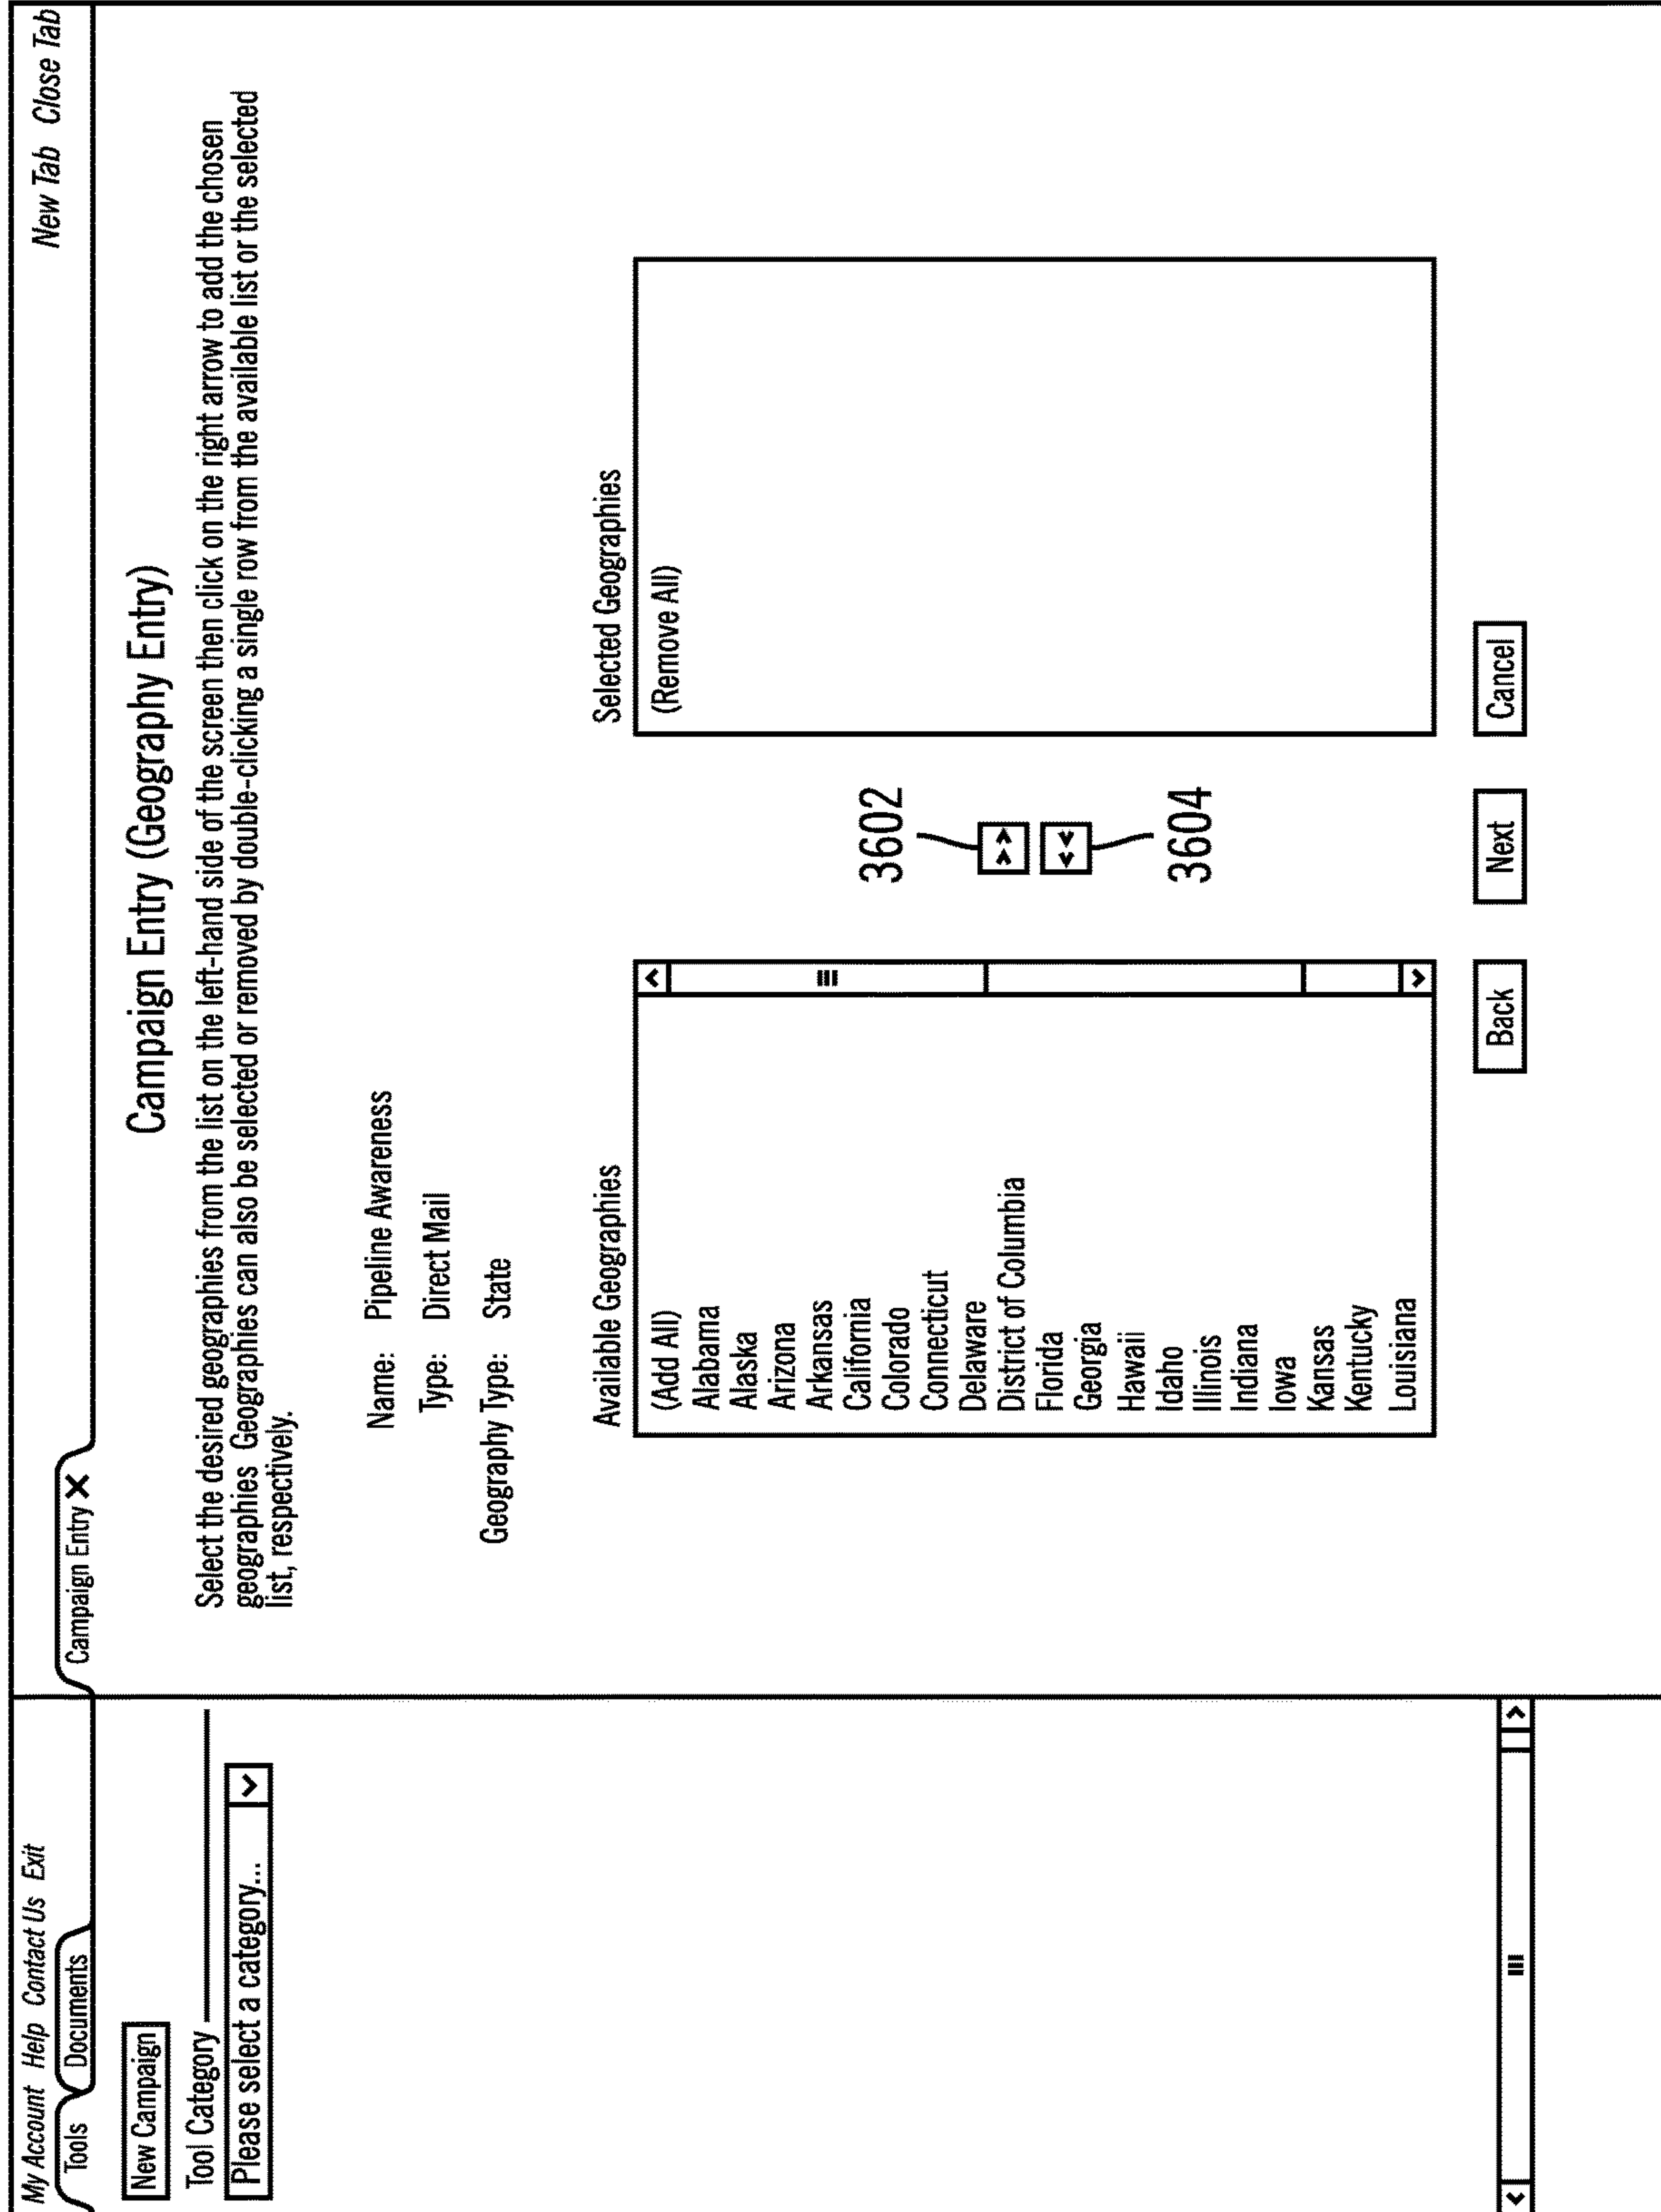 My Account Help Contact Us Exit
New Tab Close Tab
Tools
Documents
Campaign Entry X
New Campaign
Tool Category
Please select a category...
Campaign Entry (Geography Entry)
Select the desired geographies from the list on the left-hand side of the screen then click on the right arrow to add the chosen
geographies Geographies can also be selected or removed by double-clicking a single row from the available list or the selected
list, respectively.
Name: Pipeline Awareness
Type: Direct Mail
Geography Type: State
Available Geographies
(Add All)
Alabama
Alaska
Arizona
Arkansas
California
Colorado
Connecticut
Delaware
District of Columbia
Florida
Georgia
Hawaii
Idaho
Illinois
Indiana
Iowa
Kansas
Kentucky
Louisiana
3602
>>
<<
3604
Selected Geographies
(Remove All)
Back
Next
Cancel